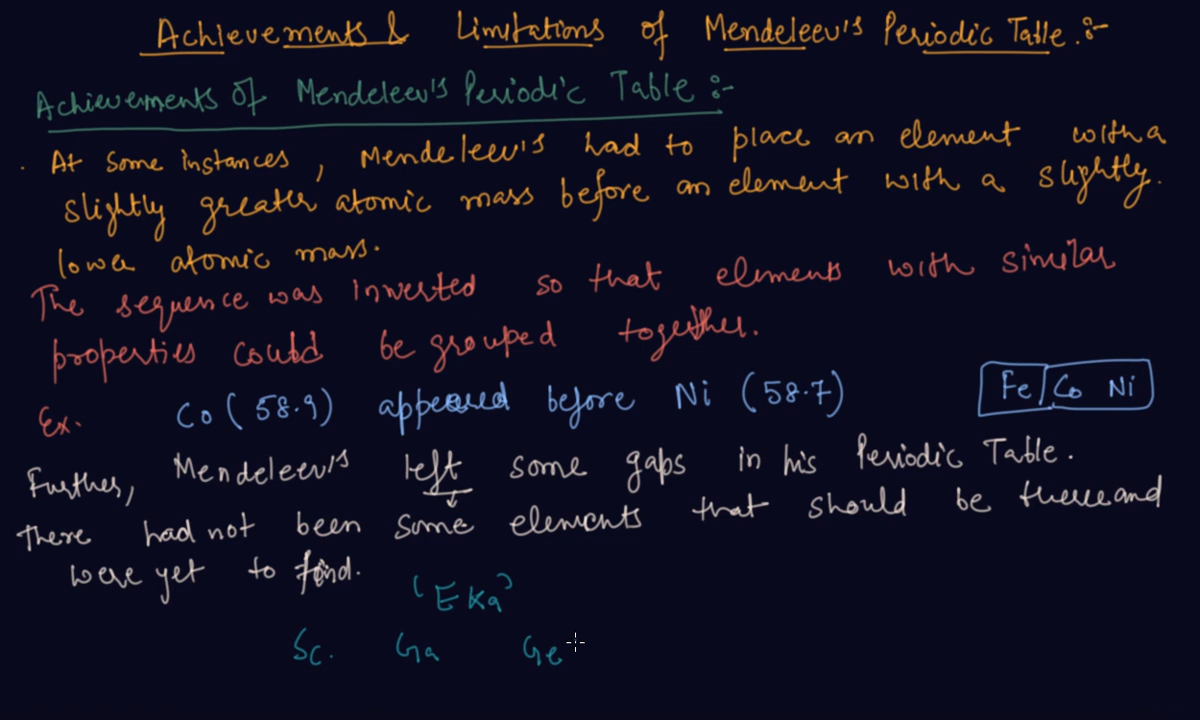 Achievements & Limitations of Mendeleev's Periodic Table :-
Achievements Of Mendeleev's Periodic Table :-
. At some instances, Mendeleev's had to place an element with a
slightly greater atomic mass before an element with a slightly.
lower atomic mass.
The sequence was inverted so that elements with similar
properties could be grouped together.
Ex. Co (58.9) appeared before Ni (58.7) Fe Co Ni
Further, Mendeleev's left some gaps in his Periodic Table.
there had not been some elements that should be there and
were yet to find.
'Eka'
Sc. Ga Ge